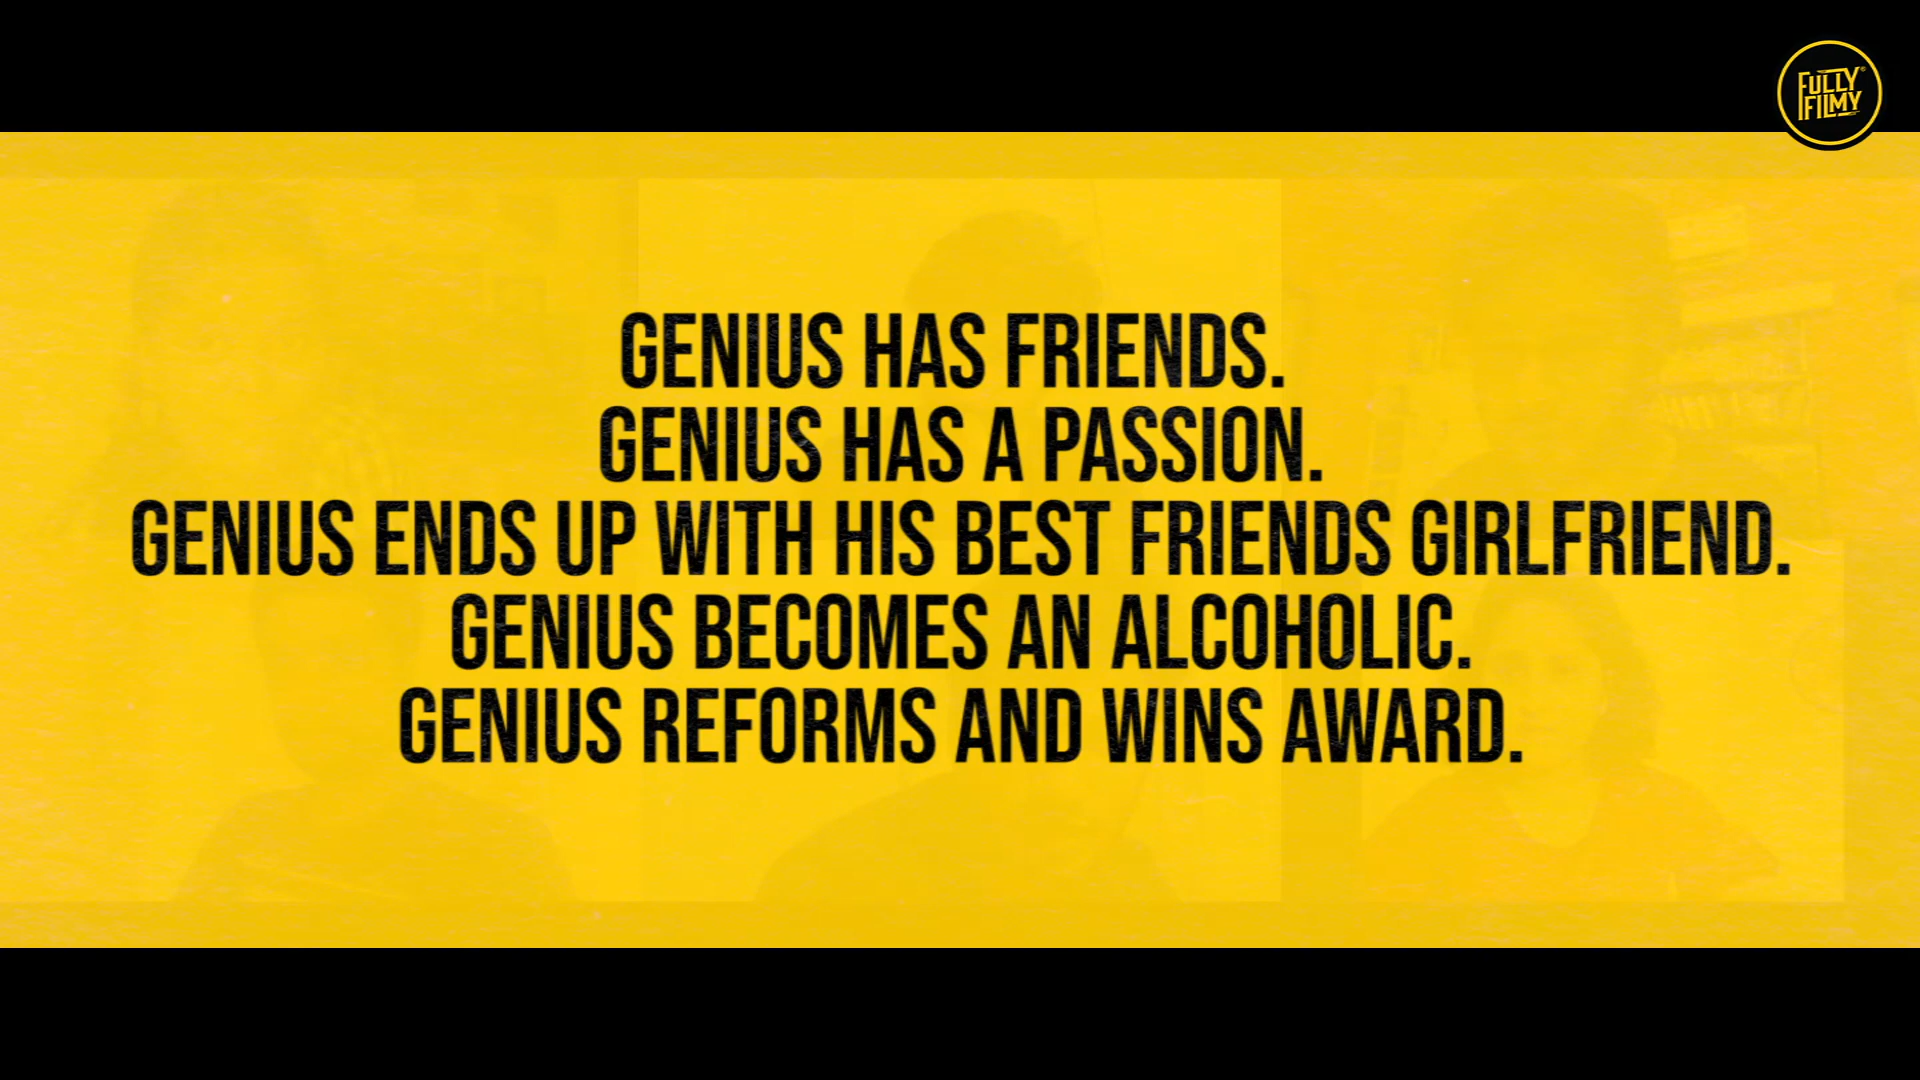 FULLY
FILMY
GENIUS HAS FRIENDS.
GENIUS HAS A PASSION.
GENIUS ENDS UP WITH HIS BEST FRIENDS GIRLFRIEND.
GENIUS BECOMES AN ALCOHOLIC.
GENIUS REFORMS AND WINS AWARD.